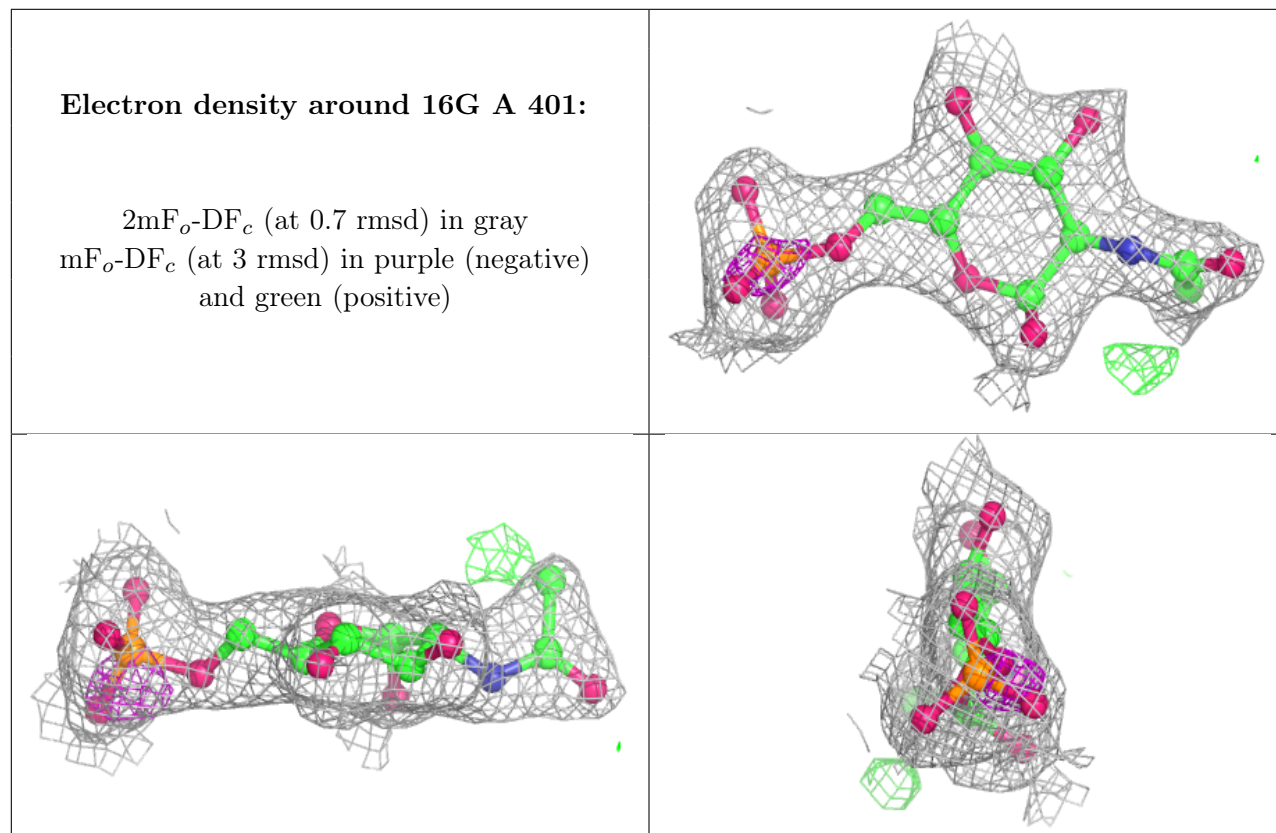 Electron density around 16G A 401:
2mFo-DFc (at 0.7 rmsd) in gray
mFo-DFc (at 3 rmsd) in purple (negative)
and green (positive)